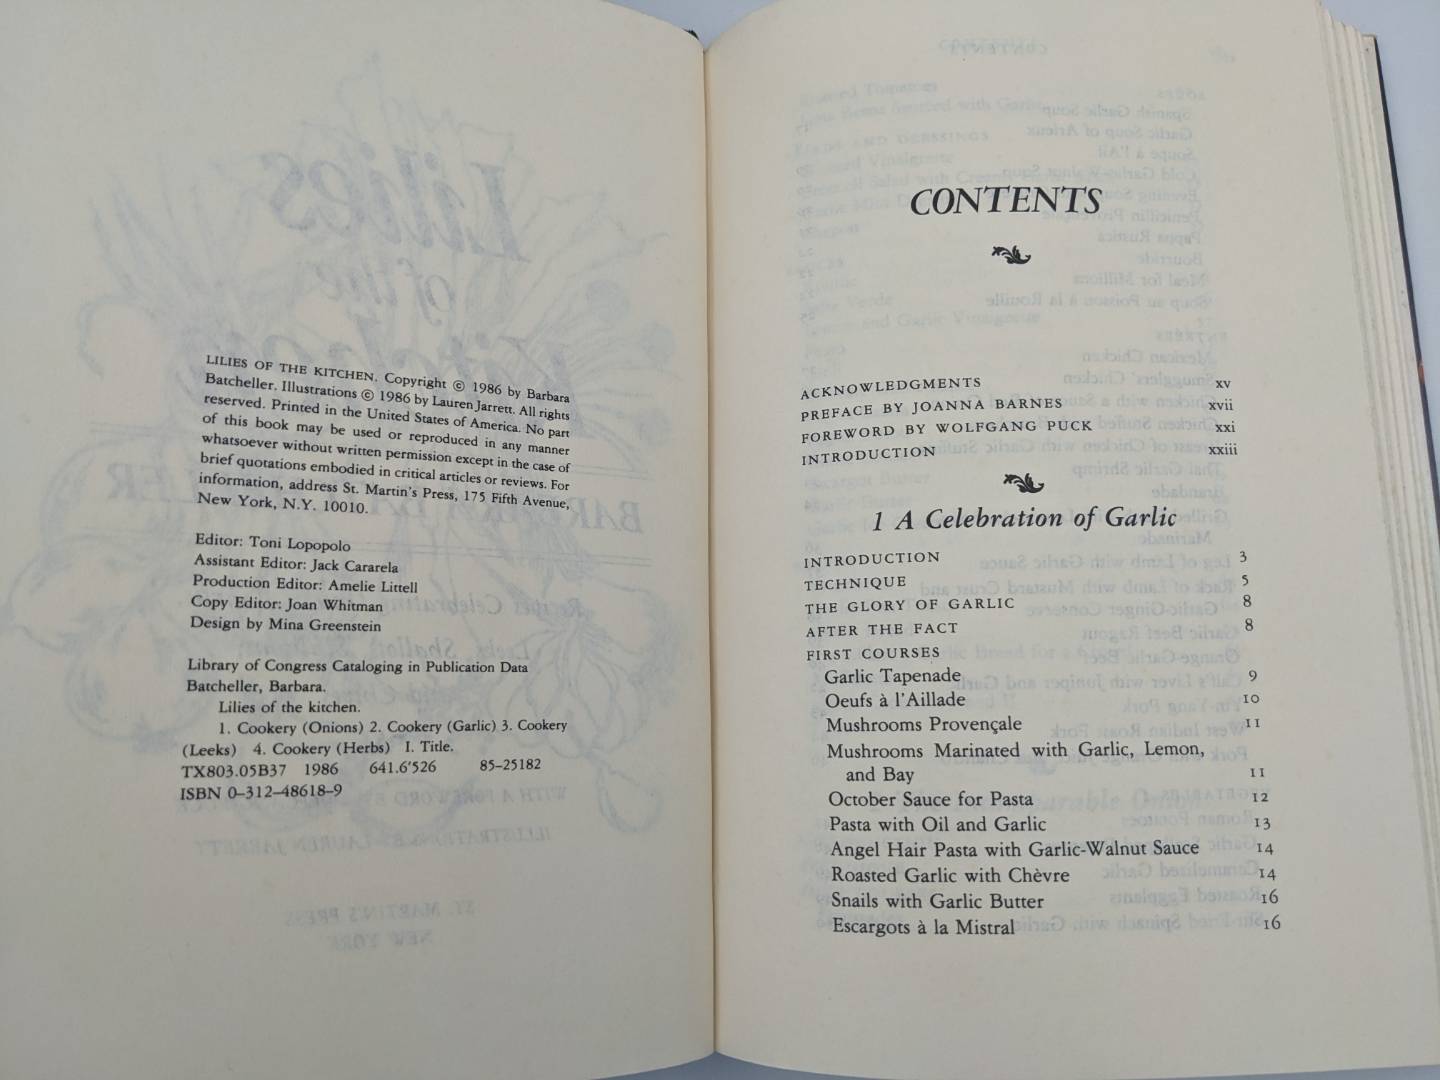 LILIES OF THE KITCHEN. Copyright © 1986 by Barbara
Batcheller. Illustrations © 1986 by Lauren Jarrett. All rights
reserved. Printed in the United States of America. No part
of this book may be used or reproduced in any manner
whatsoever without written permission except in the case of
brief quotations embodied in critical articles or reviews. For
information, address St. Martin's Press, 175 Fifth Avenue,
New York, N.Y. 10010.
Editor: Toni Lopopolo
Assistant Editor: Jack Cararela
Production Editor: Amelie Littell
Copy Editor: Joan Whitman
Design by Mina Greenstein
Library of Congress Cataloging in Publication Data
Batcheller, Barbara.
Lilies of the kitchen.
1. Cookery (Onions) 2. Cookery (Garlic) 3. Cookery
(Leeks) 4. Cookery (Herbs) I. Title.
TX803.05B37 1986 641.6'526 85-25182
ISBN 0-312-48618-9
CONTENTS
ACKNOWLEDGMENTS xv
PREFACE BY JOANNA BARNES xvii
FOREWORD BY WOLFGANG PUCK xxi
INTRODUCTION xxiii
1 A Celebration of Garlic
INTRODUCTION 3
TECHNIQUE 5
THE GLORY OF GARLIC 8
AFTER THE FACT 8
FIRST COURSES
Garlic Tapenade 9
Oeufs à l'Aillade 10
Mushrooms Provençale 11
Mushrooms Marinated with Garlic, Lemon,
and Bay 11
October Sauce for Pasta 12
Pasta with Oil and Garlic 13
Angel Hair Pasta with Garlic-Walnut Sauce 14
Roasted Garlic with Chèvre 14
Snails with Garlic Butter 16
Escargots à la Mistral 16